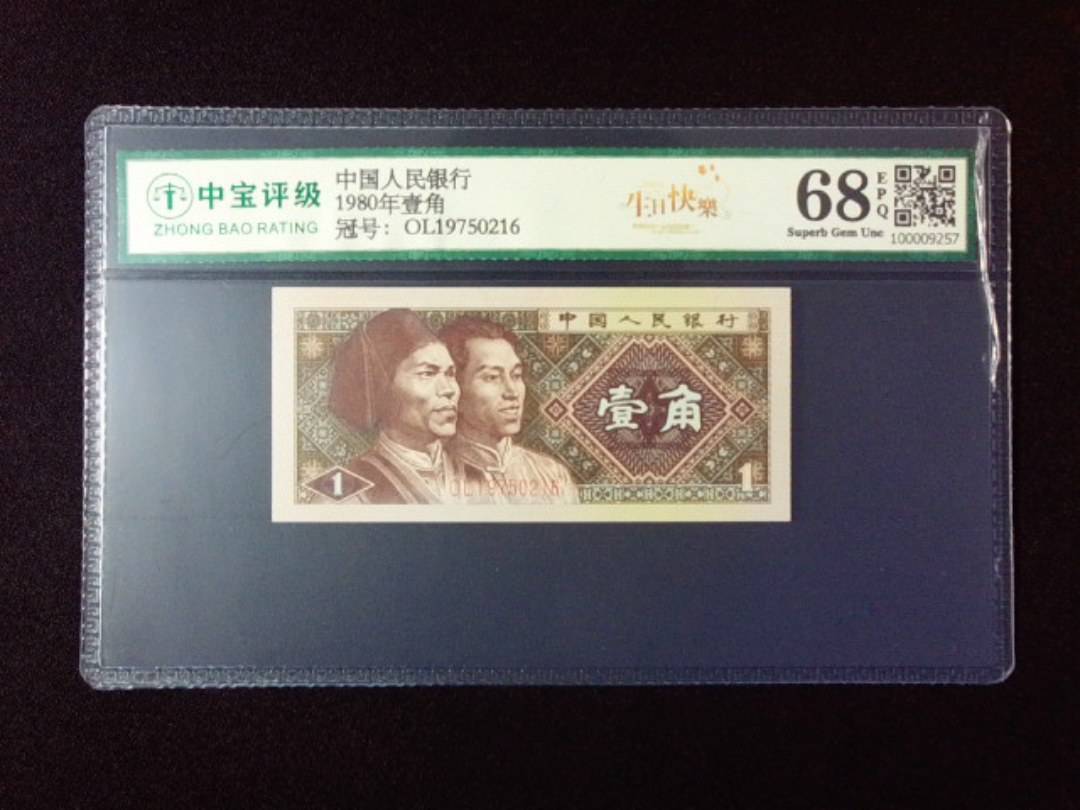 中宝评级
ZHONG BAO RATING
中国人民银行
1980年壹角
冠号: OL19750216
生日快樂
68
EPQ
Superb Gem Unc
100009257
中国人民银行
壹角
1
OL19750216
1